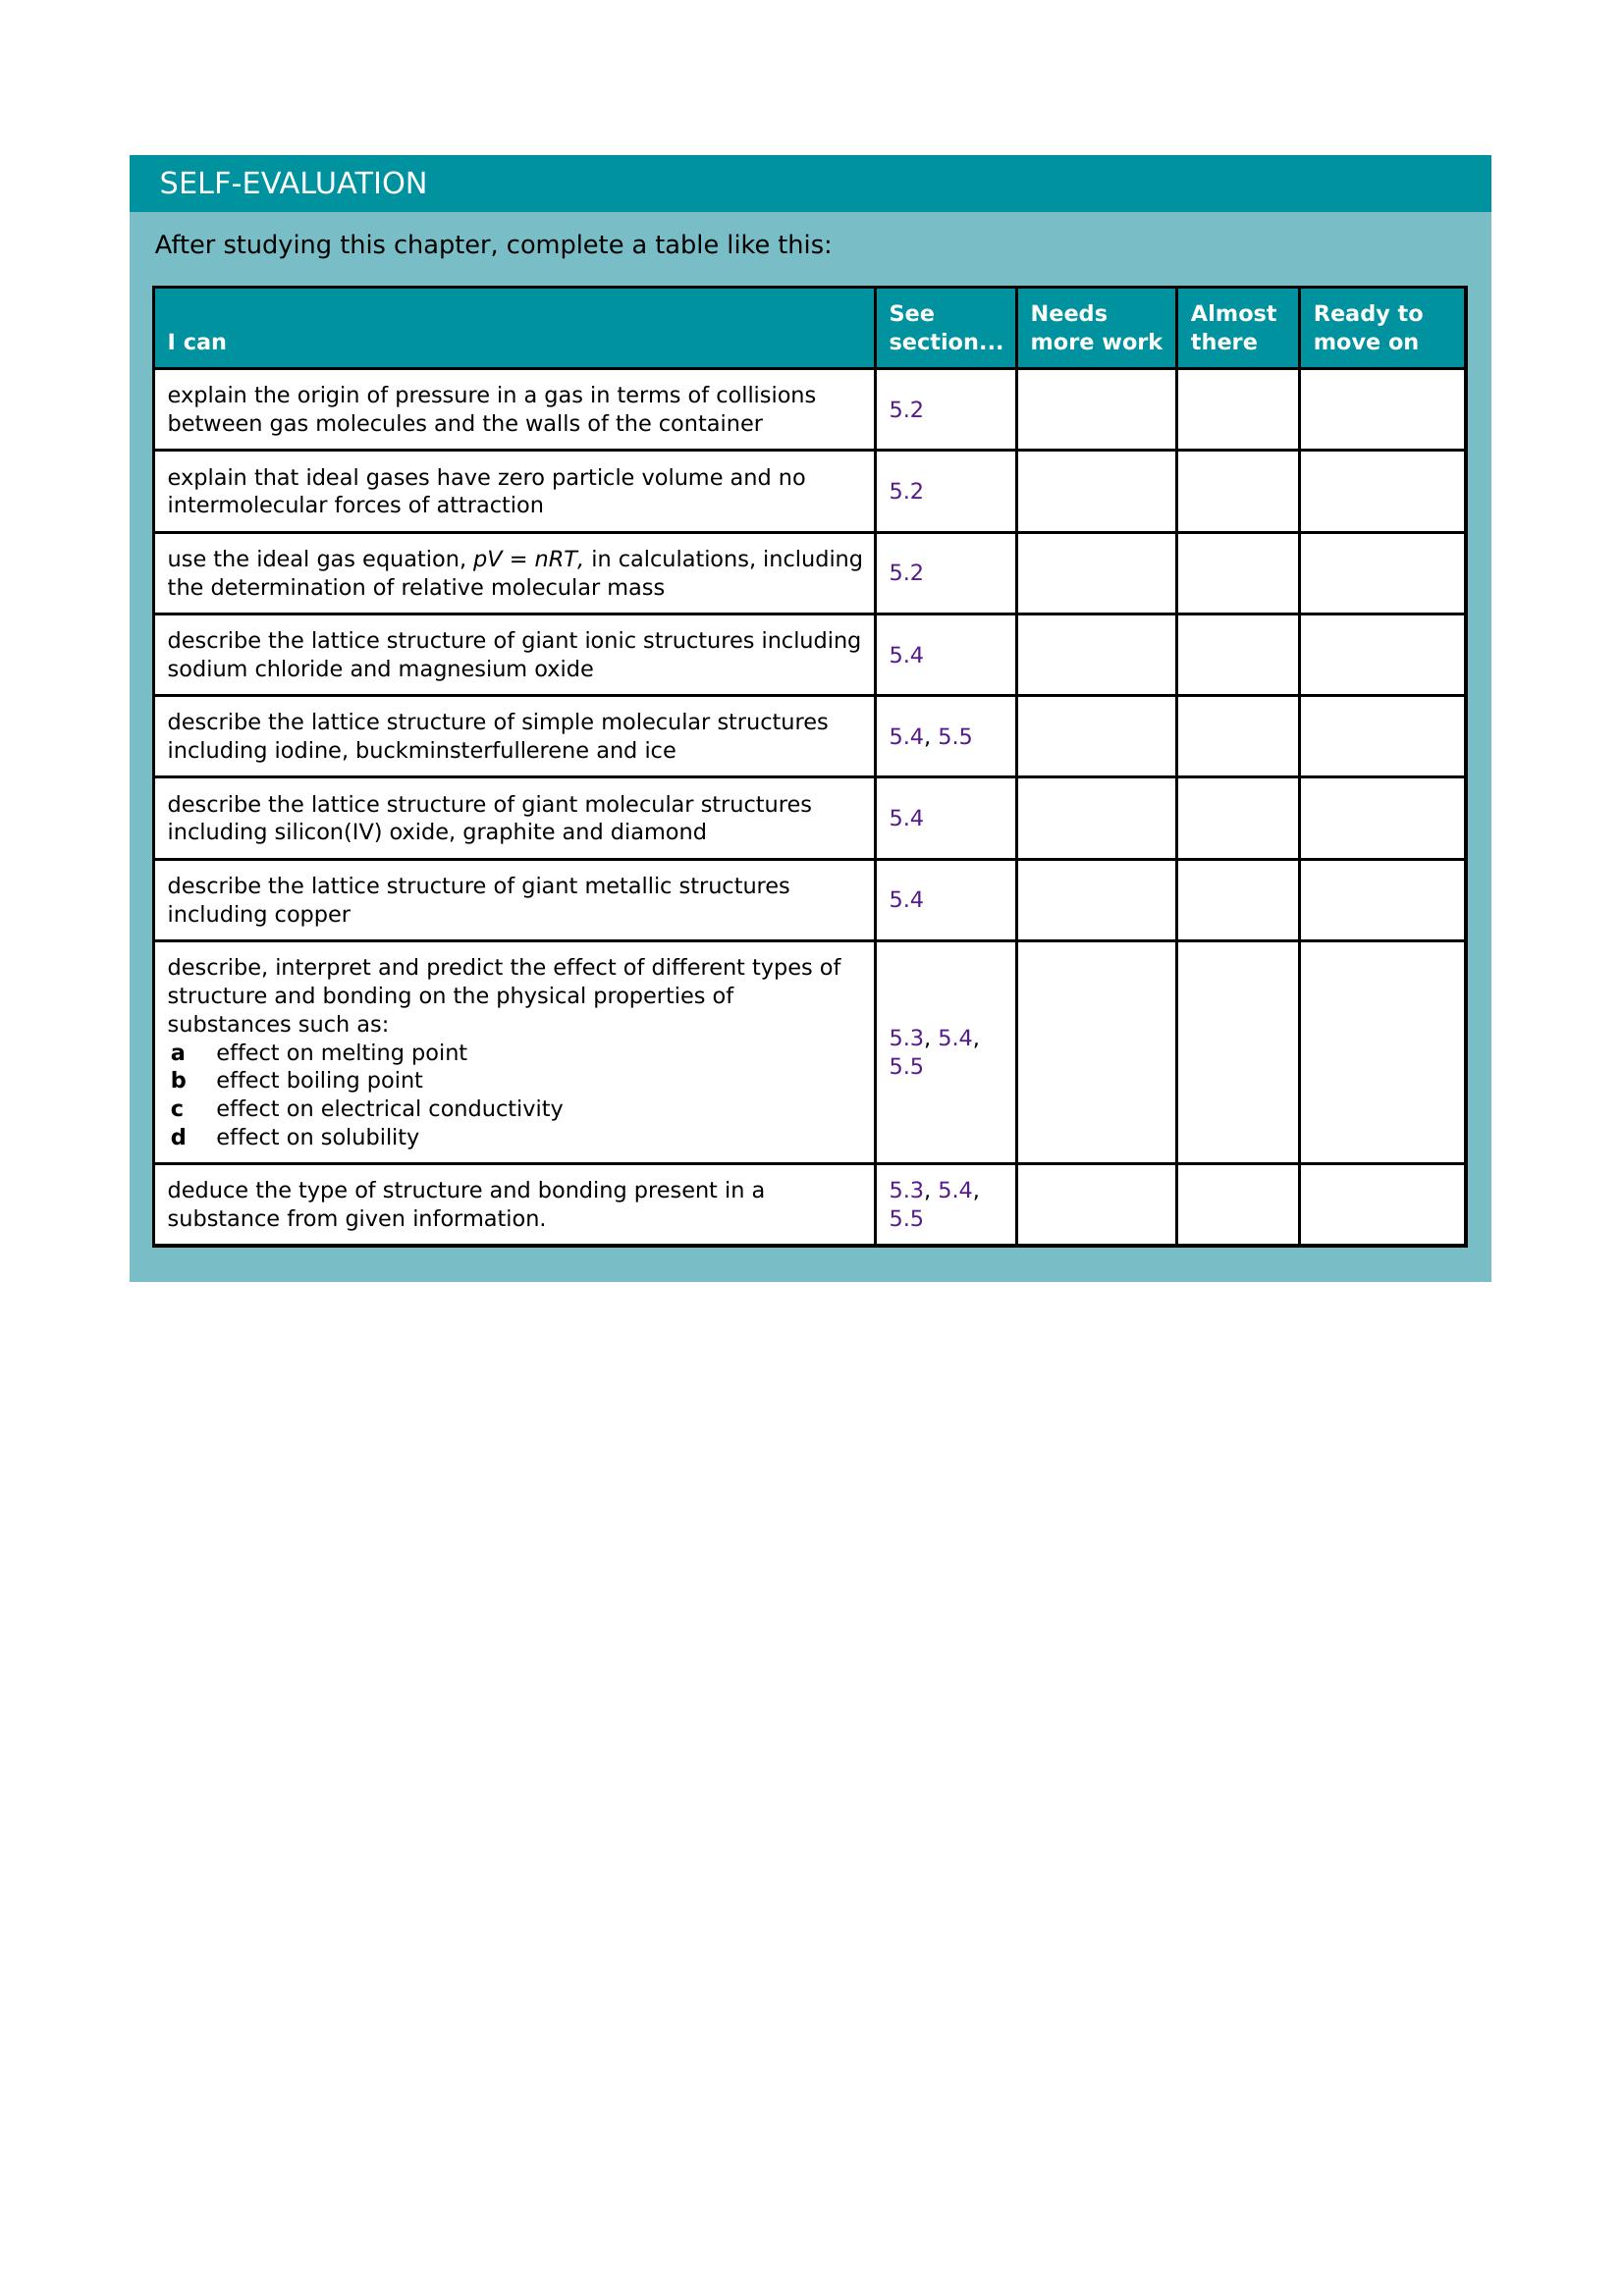 SELF-EVALUATION
After studying this chapter, complete a table like this:
I can
See
section...
Needs
more work
Almost
there
Ready to
move on
explain the origin of pressure in a gas in terms of collisions
between gas molecules and the walls of the container
5.2
explain that ideal gases have zero particle volume and no
intermolecular forces of attraction
5.2
use the ideal gas equation, pV = nRT, in calculations, including
the determination of relative molecular mass
5.2
describe the lattice structure of giant ionic structures including
sodium chloride and magnesium oxide
5.4
describe the lattice structure of simple molecular structures
including iodine, buckminsterfullerene and ice
5.4, 5.5
describe the lattice structure of giant molecular structures
including silicon(IV) oxide, graphite and diamond
5.4
describe the lattice structure of giant metallic structures
including copper
5.4
describe, interpret and predict the effect of different types of
structure and bonding on the physical properties of
substances such as:
a effect on melting point
b effect boiling point
c effect on electrical conductivity
d effect on solubility
5.3, 5.4,
5.5
deduce the type of structure and bonding present in a
substance from given information.
5.3, 5.4,
5.5